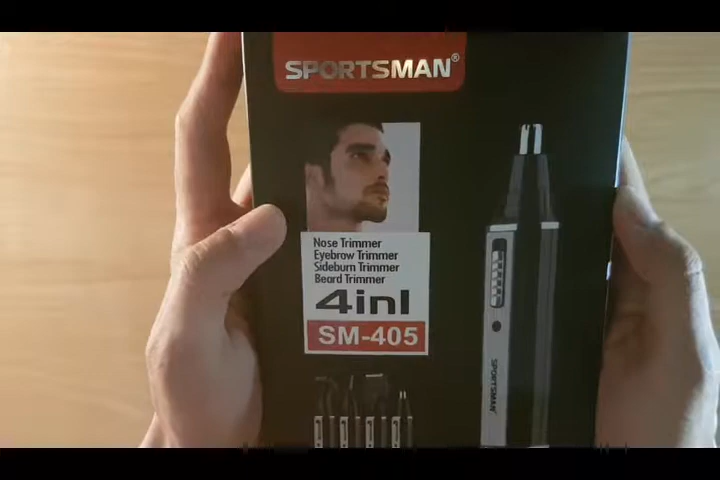 SPORTSMAN®
Nose Trimmer
Eyebrow Trimmer
Sideburn Trimmer
Beard Trimmer
4in1
SM-405
SPORTSMAN